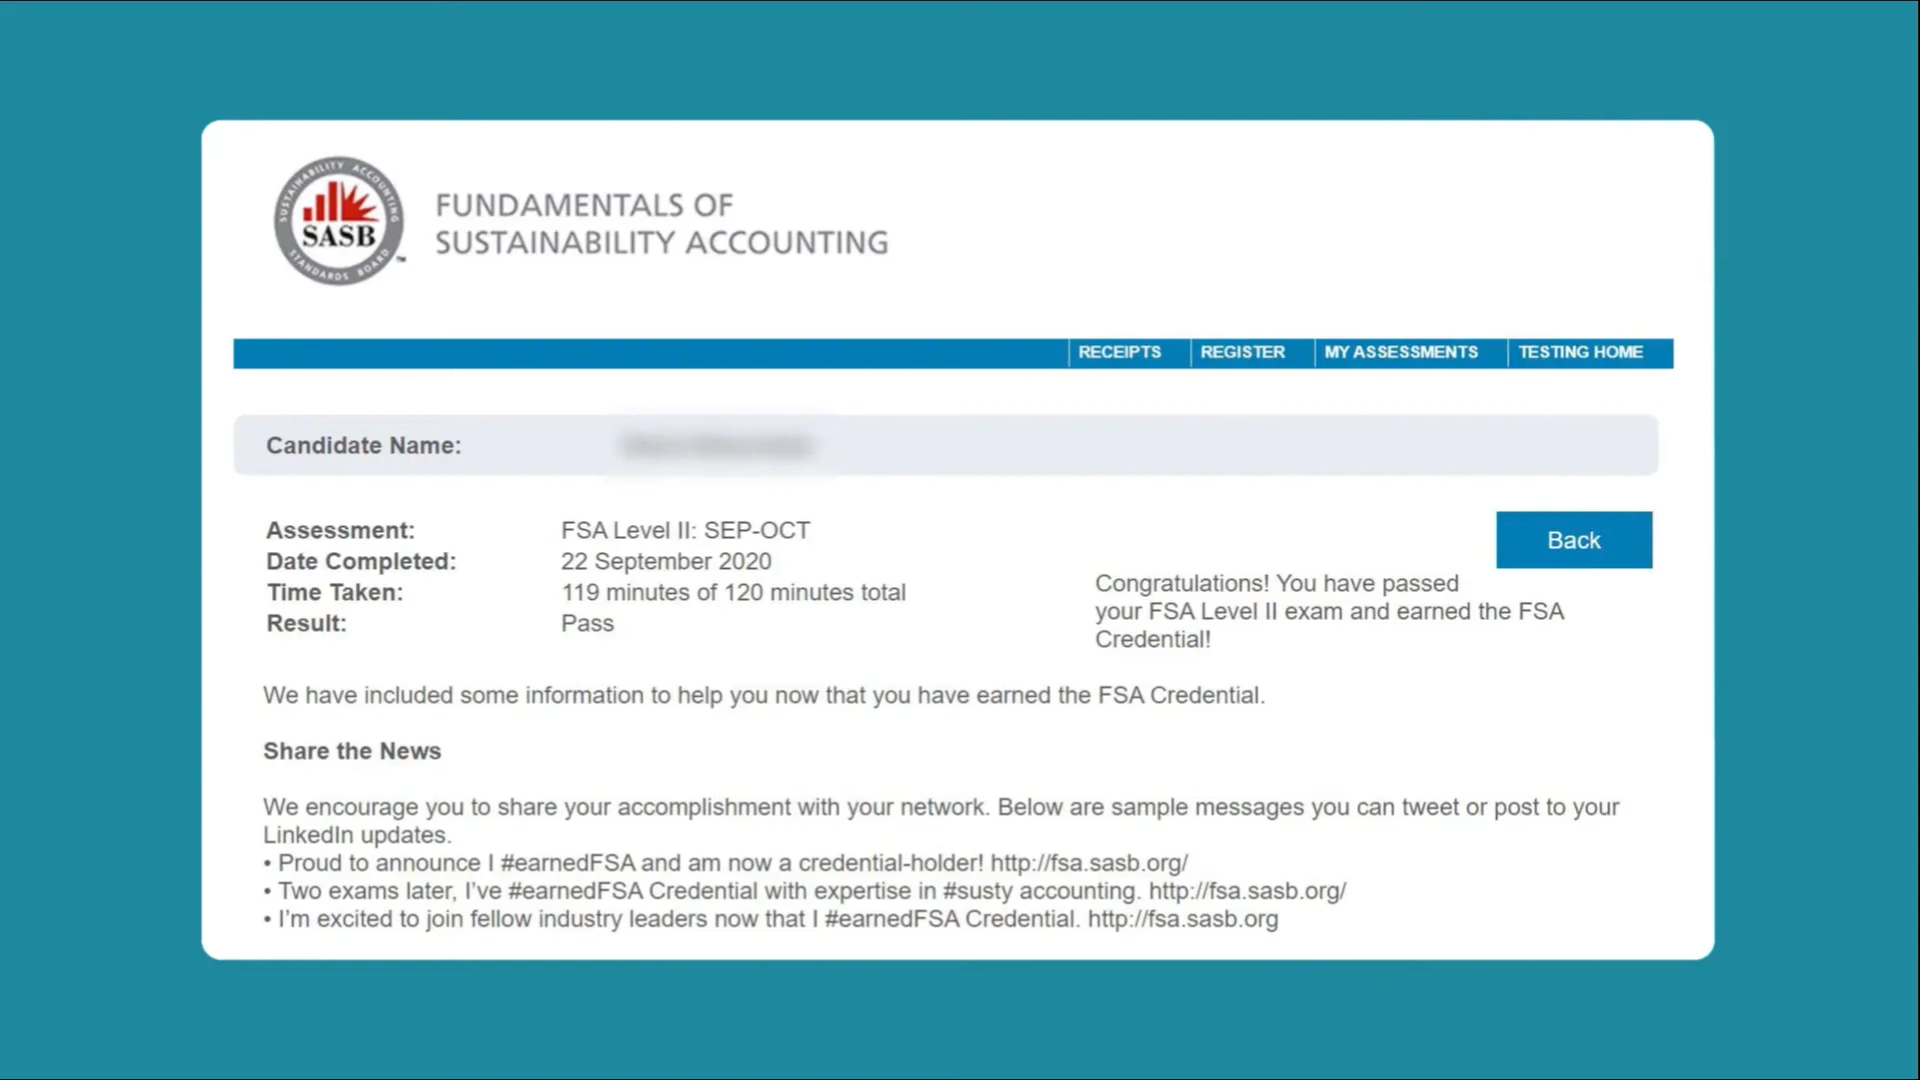 SUSTAINABILITY ACCOUNTING
SASB
STANDARDS BOARD
™
FUNDAMENTALS OF
SUSTAINABILITY ACCOUNTING
RECEIPTS REGISTER MY ASSESSMENTS TESTING HOME
Candidate Name:
Assessment: FSA Level II: SEP-OCT
Date Completed: 22 September 2020
Time Taken: 119 minutes of 120 minutes total
Result: Pass
Back
Congratulations! You have passed
your FSA Level II exam and earned the FSA
Credential!
We have included some information to help you now that you have earned the FSA Credential.
Share the News
We encourage you to share your accomplishment with your network. Below are sample messages you can tweet or post to your
LinkedIn updates.
• Proud to announce I #earnedFSA and am now a credential-holder! http://fsa.sasb.org/
• Two exams later, I’ve #earnedFSA Credential with expertise in #susty accounting. http://fsa.sasb.org/
• I’m excited to join fellow industry leaders now that I #earnedFSA Credential. http://fsa.sasb.org